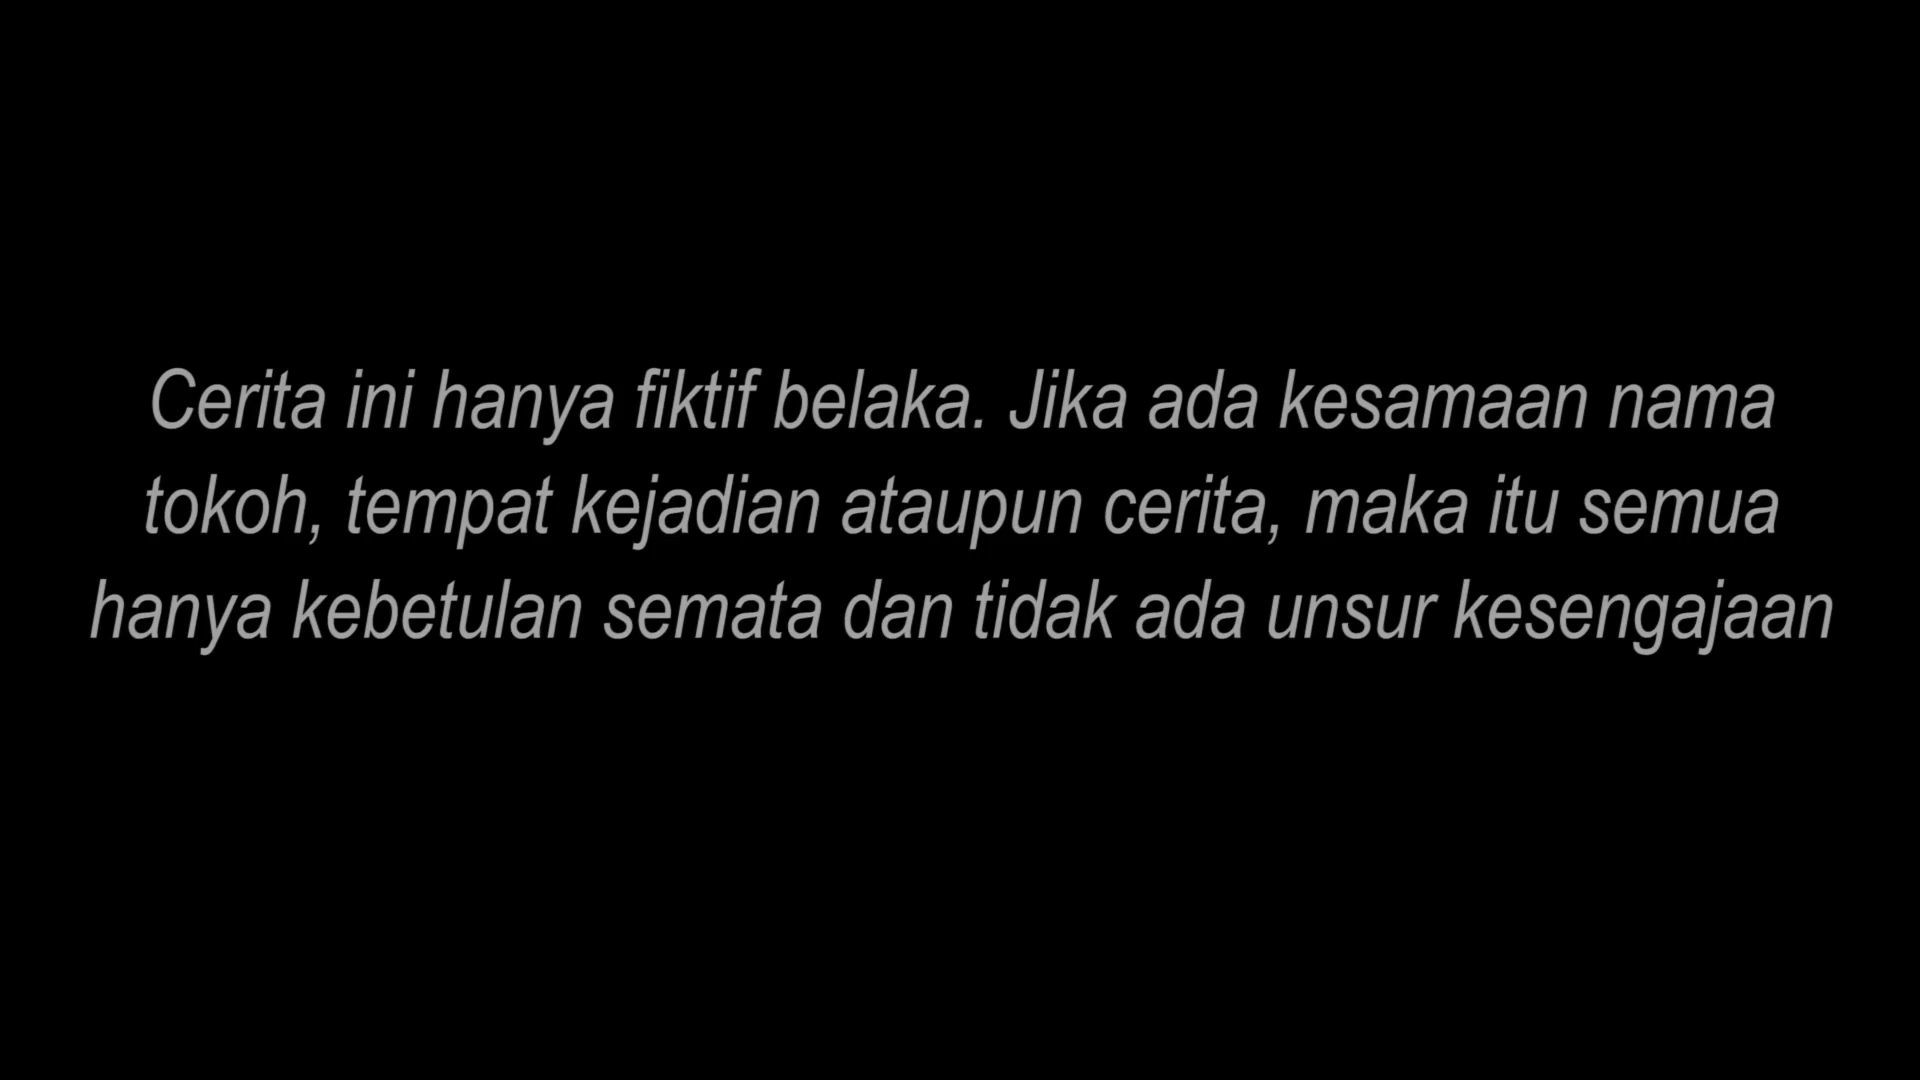 Cerita ini hanya fiktif belaka. Jika ada kesamaan nama
tokoh, tempat kejadian ataupun cerita, maka itu semua
hanya kebetulan semata dan tidak ada unsur kesengajaan